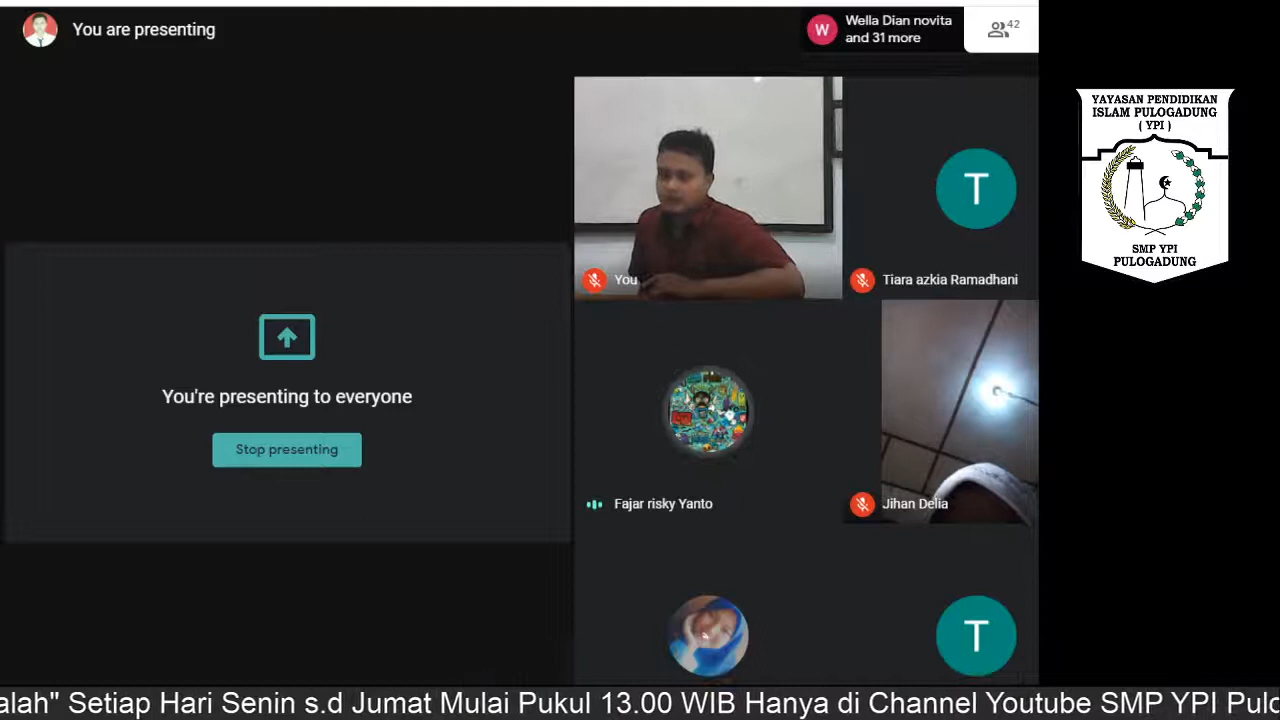 You are presenting
W
Wella Dian novita
and 31 more
42
YAYASAN PENDIDIKAN
ISLAM PULOGADUNG
( YPI )
SMP YPI
PULOGADUNG
You
T
Tiara azkia Ramadhani
You're presenting to everyone
Stop presenting
Fajar risky Yanto
Jihan Delia
T
alah" Setiap Hari Senin s.d Jumat Mulai Pukul 13.00 WIB Hanya di Channel Youtube SMP YPI Pulo